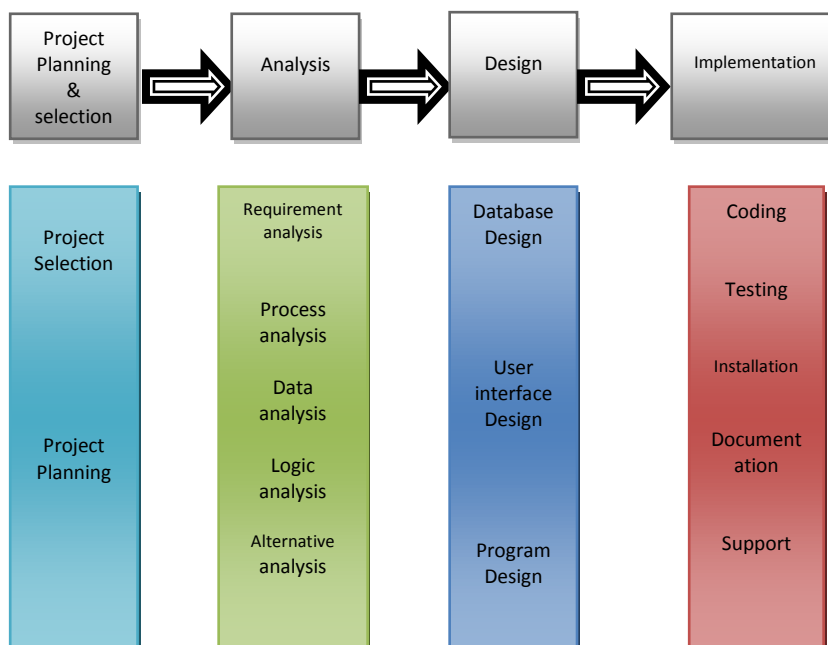 Project
Planning
&
selection
Analysis
Design
Implementation
Project
Selection
Project
Planning
Requirement
analysis
Process
analysis
Data
analysis
Logic
analysis
Alternative
analysis
Database
Design
User
interface
Design
Program
Design
Coding
Testing
Installation
Document
ation
Support